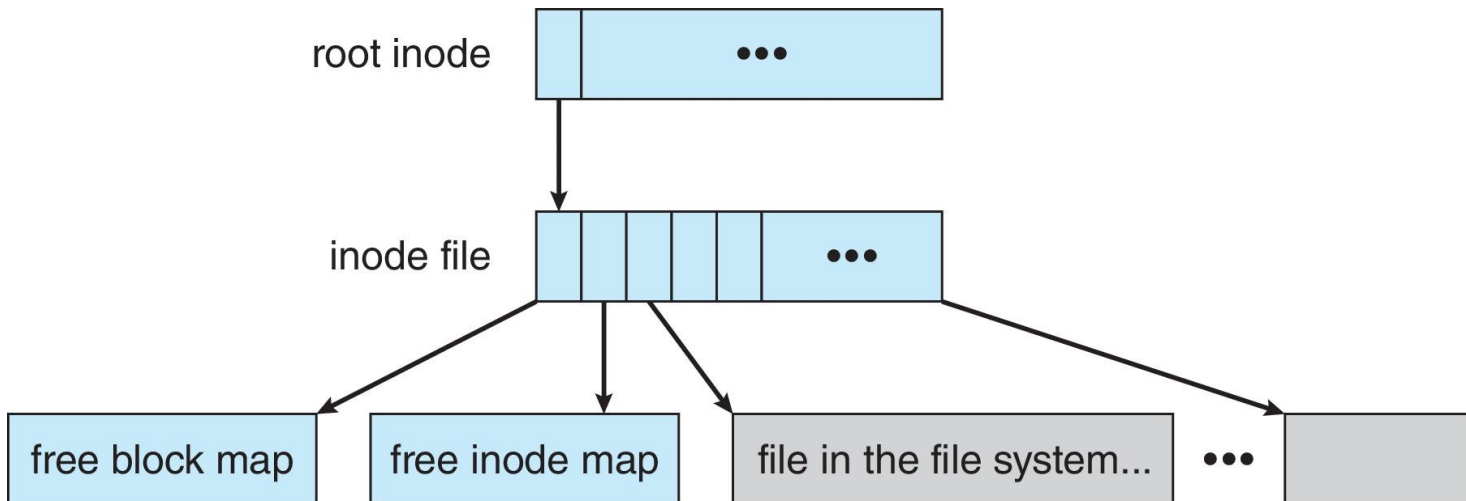 root inode
•••
inode file
•••
free block map
free inode map
file in the file system...
•••